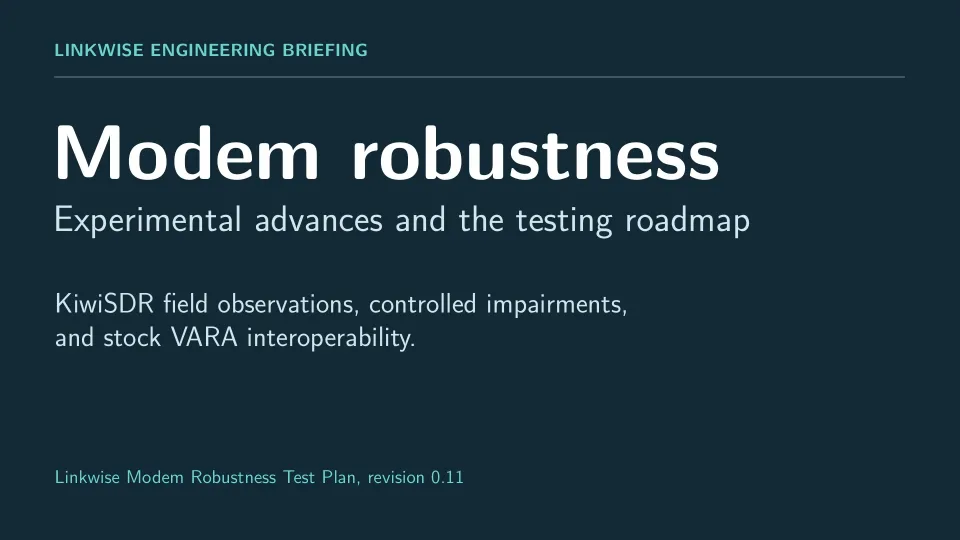 LINKWISE ENGINEERING BRIEFING
Modem robustness
Experimental advances and the testing roadmap
KiwiSDR field observations, controlled impairments,
and stock VARA interoperability.
Linkwise Modem Robustness Test Plan, revision 0.11